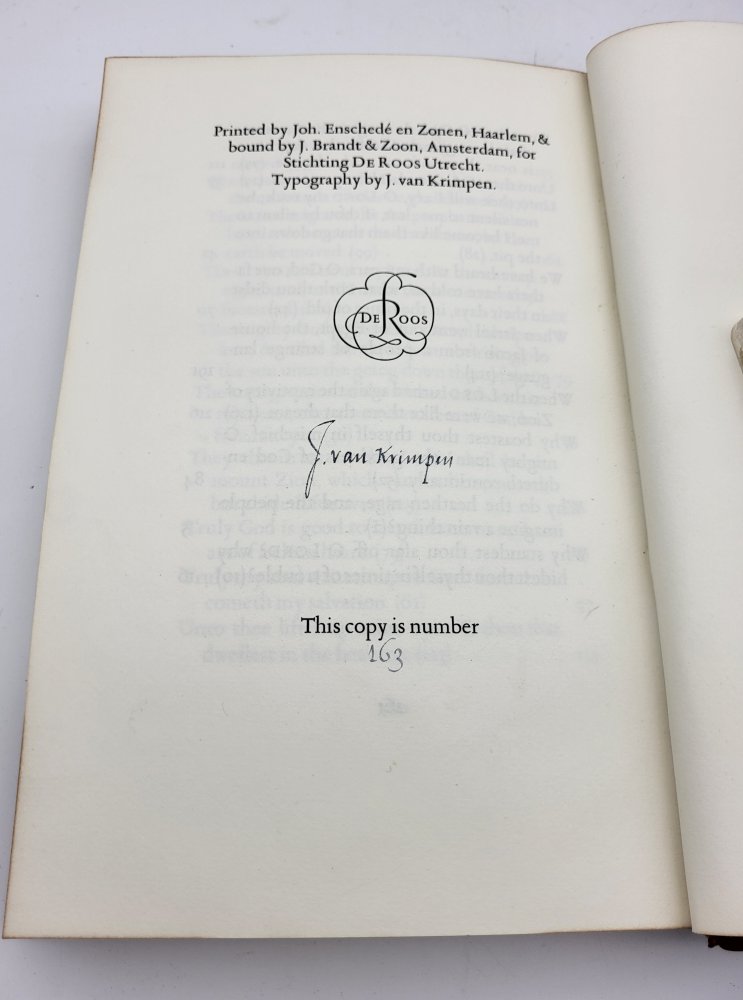 Printed by Joh. Enschedé en Zonen, Haarlem, &
bound by J. Brandt & Zoon, Amsterdam, for
Stichting DE ROOS Utrecht.
Typography by J. van Krimpen.
DE ROOS
J. van Krimpen
This copy is number
163